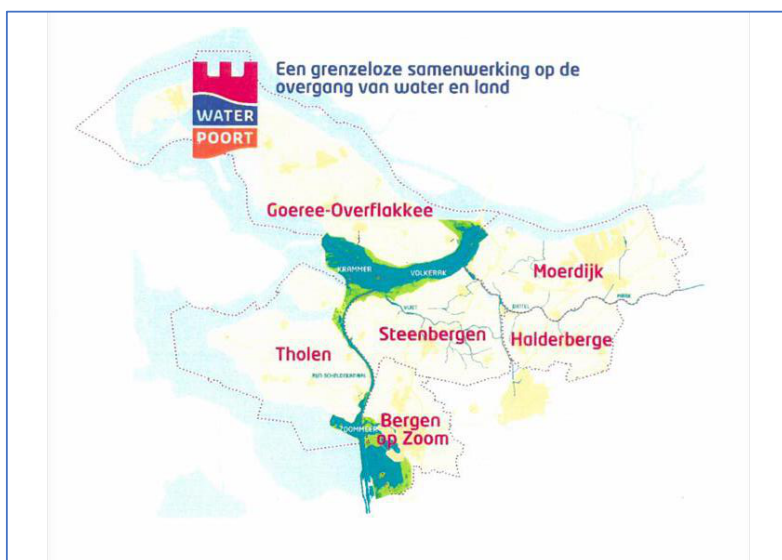 Een grenzeloze samenwerking op de
overgang van water en land
WATER
POORT
Goeree-Overflakkee
KRAMMER
VOLKERAK
Moerdijk
Steenbergen
Halderberge
Tholen
ZOOMMEER
Bergen
op Zoom